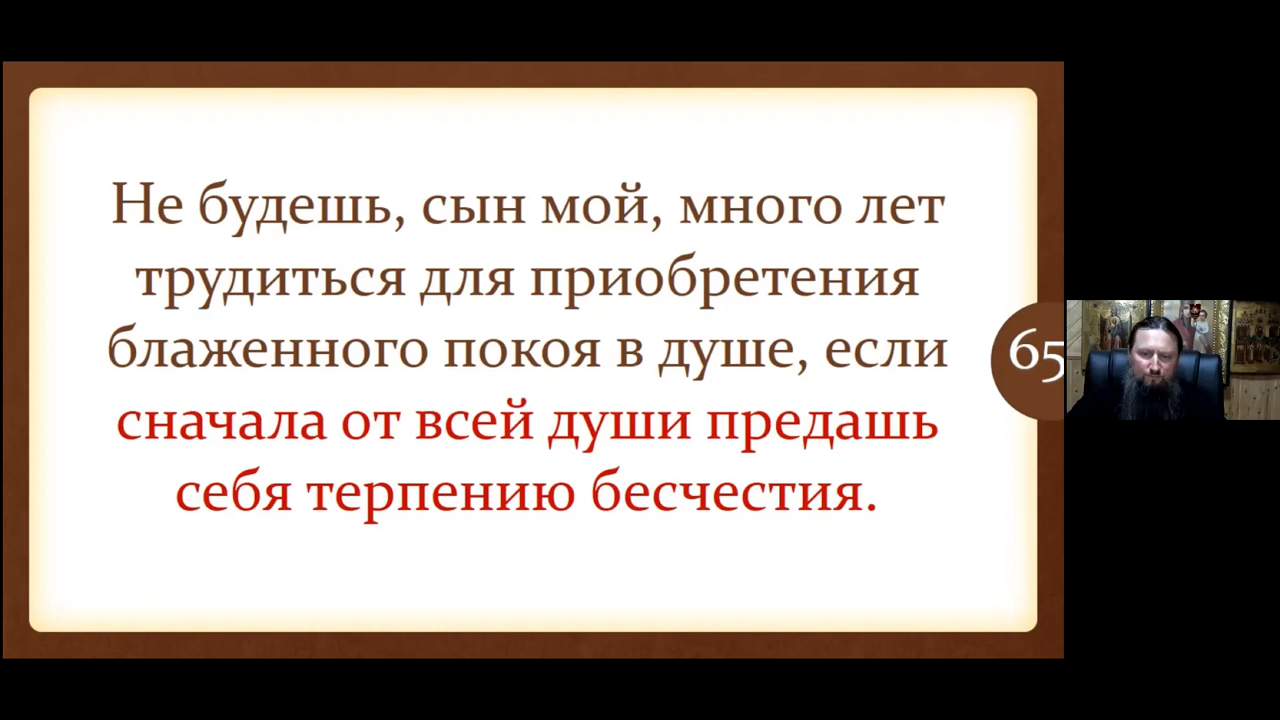 Не будешь, сын мой, много лет
трудиться для приобретения
блаженного покоя в душе, если
сначала от всей души предашь
себя терпению бесчестия.
65